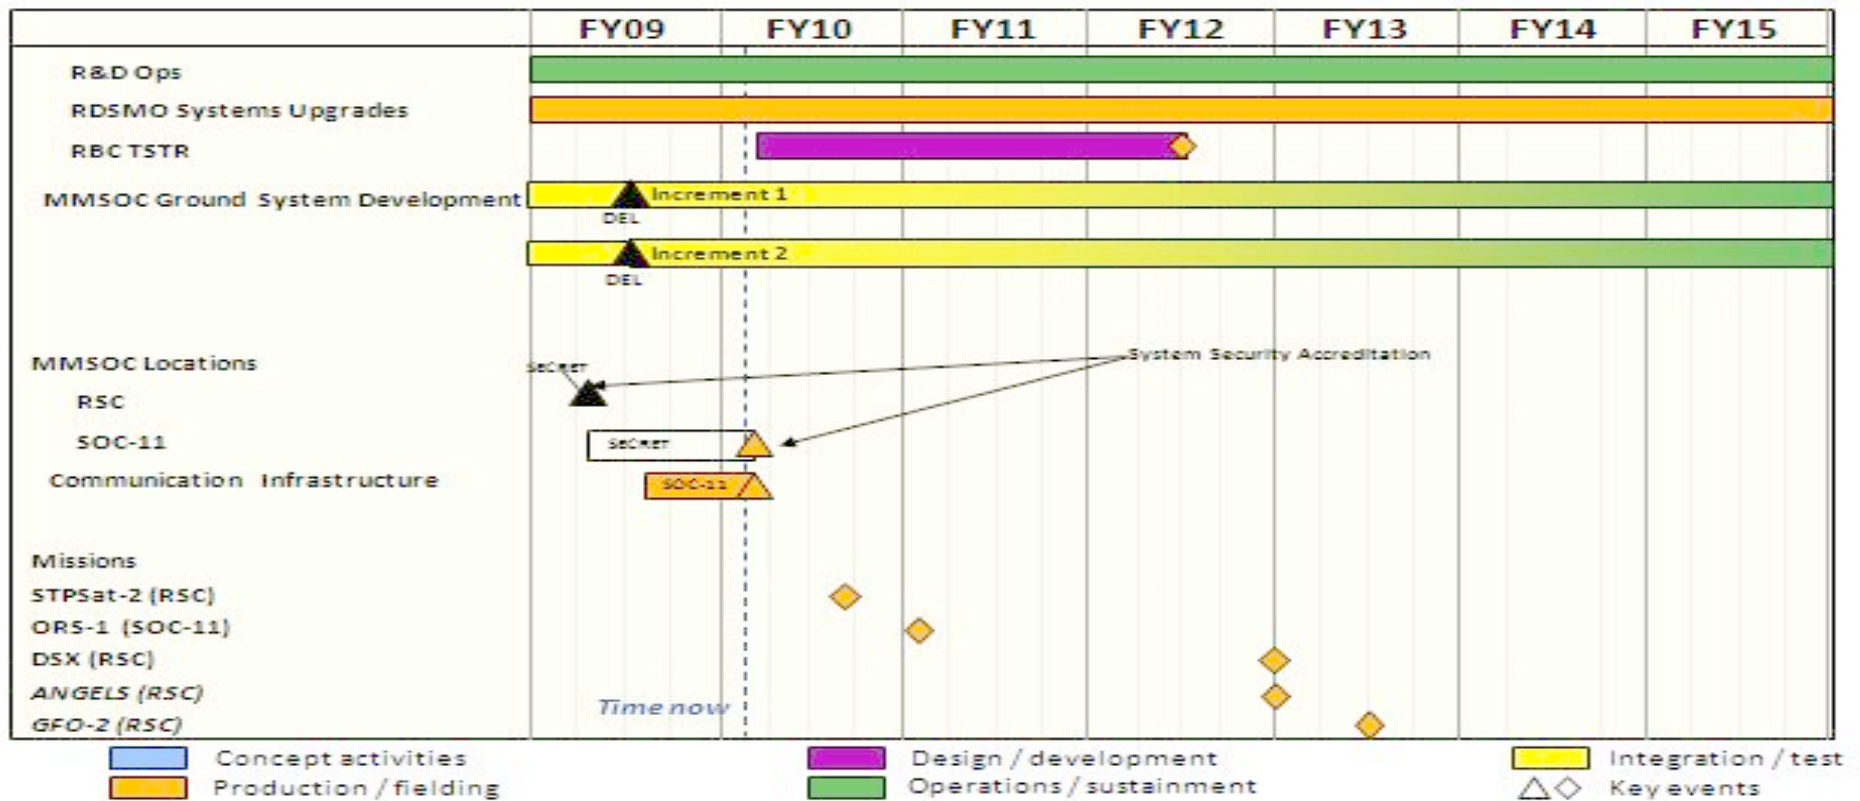 FY09 FY10 FY11 FY12 FY13 FY14 FY15
R&D Ops
RDSMO Systems Upgrades
RBC TSTR
MMSOC Ground System Development Increment 1
DEL
Increment 2
DEL
System Security Accreditation
MMSOC Locations
SECRET
RSC
SOC-11 SECRET
Communication Infrastructure SOC-11
Missions
STPSat-2 (RSC)
ORS-1 (SOC-11)
DSX (RSC)
ANGELS (RSC)
Time now
GFO-2 (RSC)
Concept activities Design / development Integration / test
Production / fielding Operations / sustainment Key events